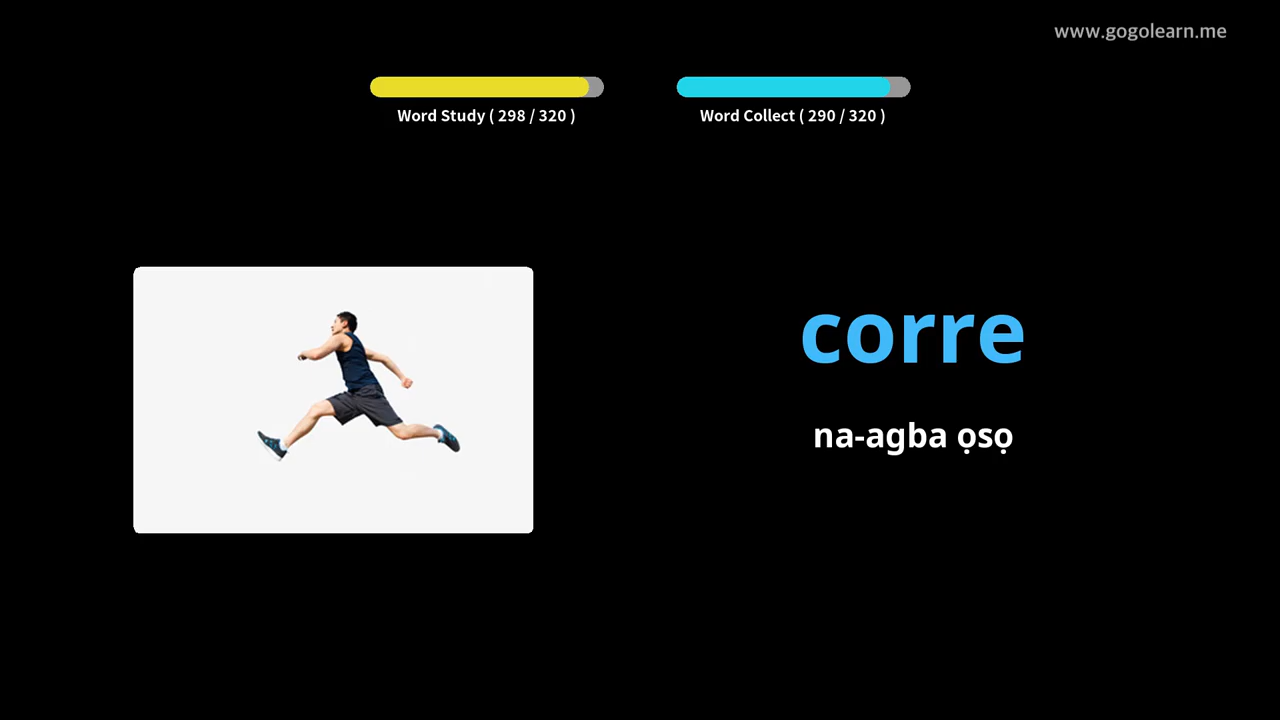 www.gogolearn.me
Word Study ( 298 / 320 )
Word Collect ( 290 / 320 )
corre
na-agba ọsọ